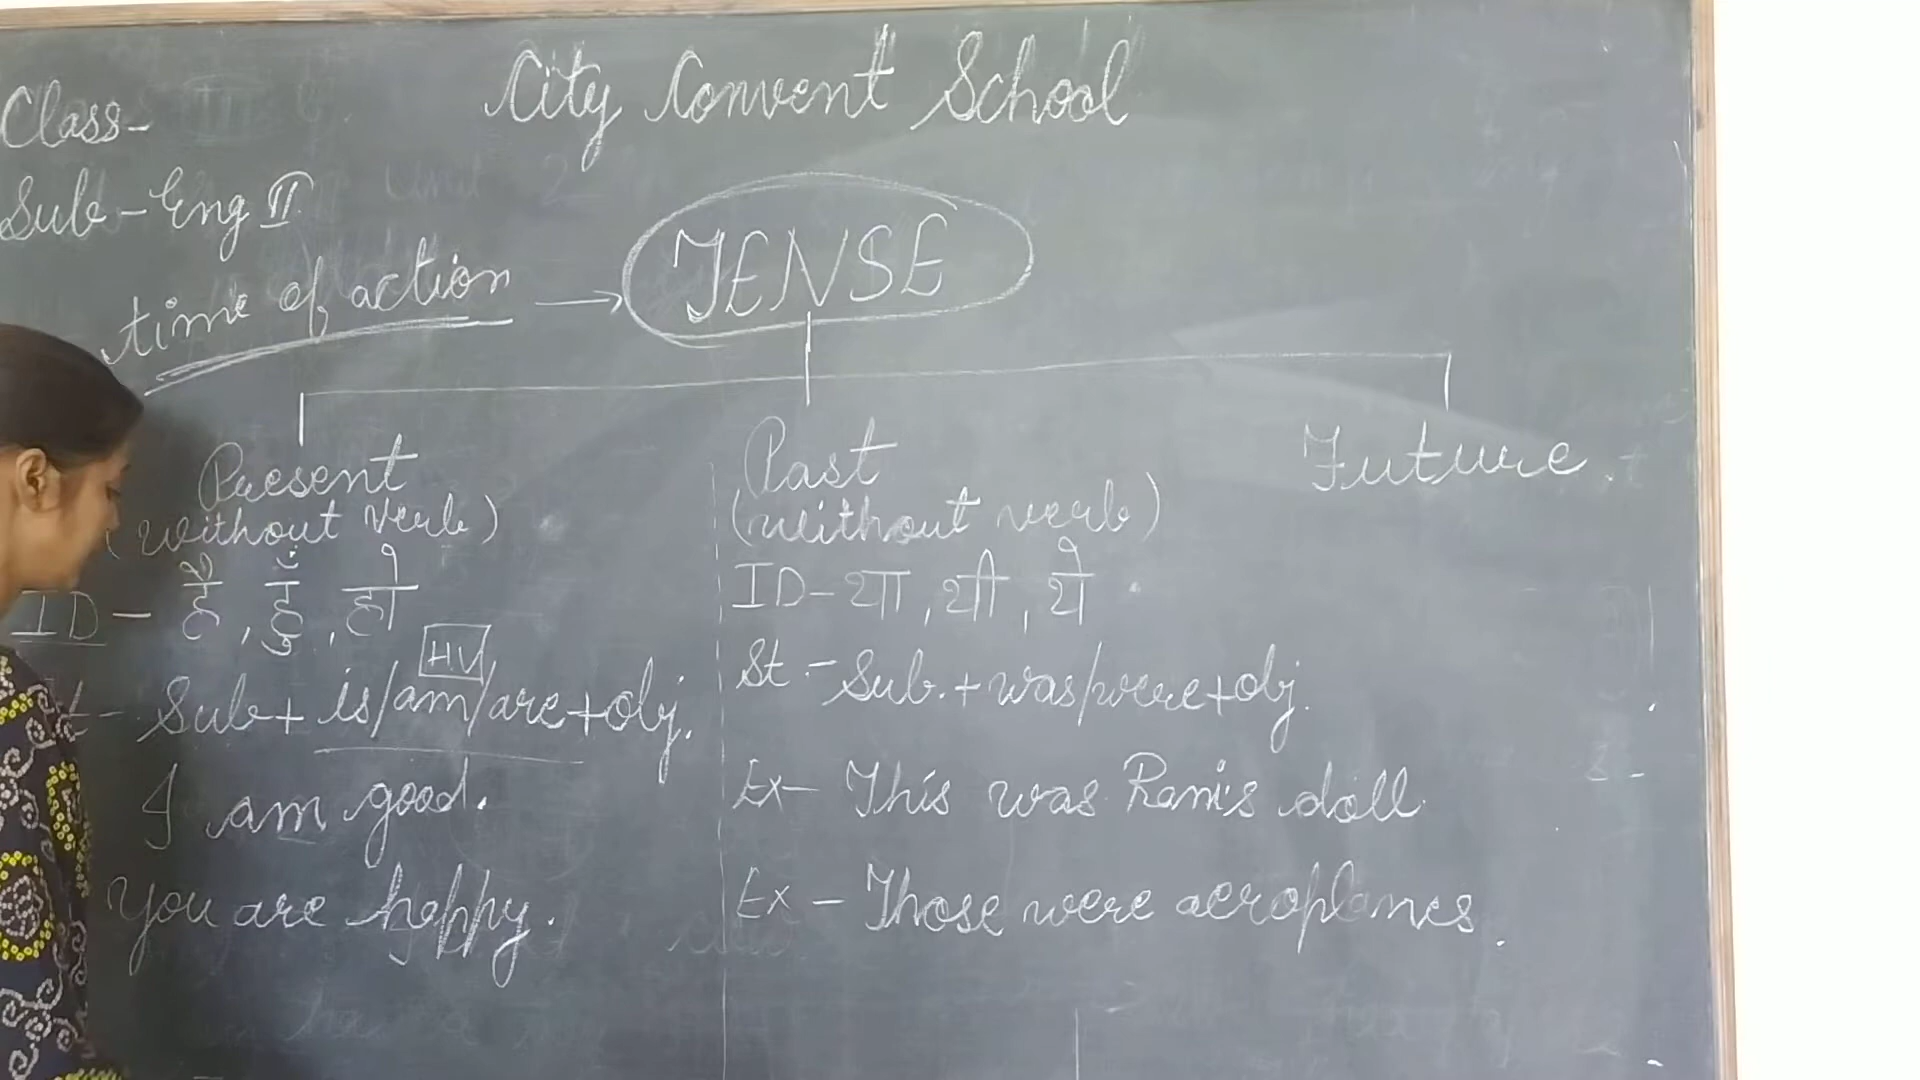 City Convent School
Class-
Sub-Eng II
time of action → TENSE
Present
(without verb)
ID- है, हूँ, हो
H.V
St- Sub+ is/am/are+obj.
I am good.
You are happy.
Past
(without verb)
ID- था, थी, थे
St:- Sub.+was/were+obj.
Ex- This was Rani's doll
Ex- Those were aeroplanes.
Future